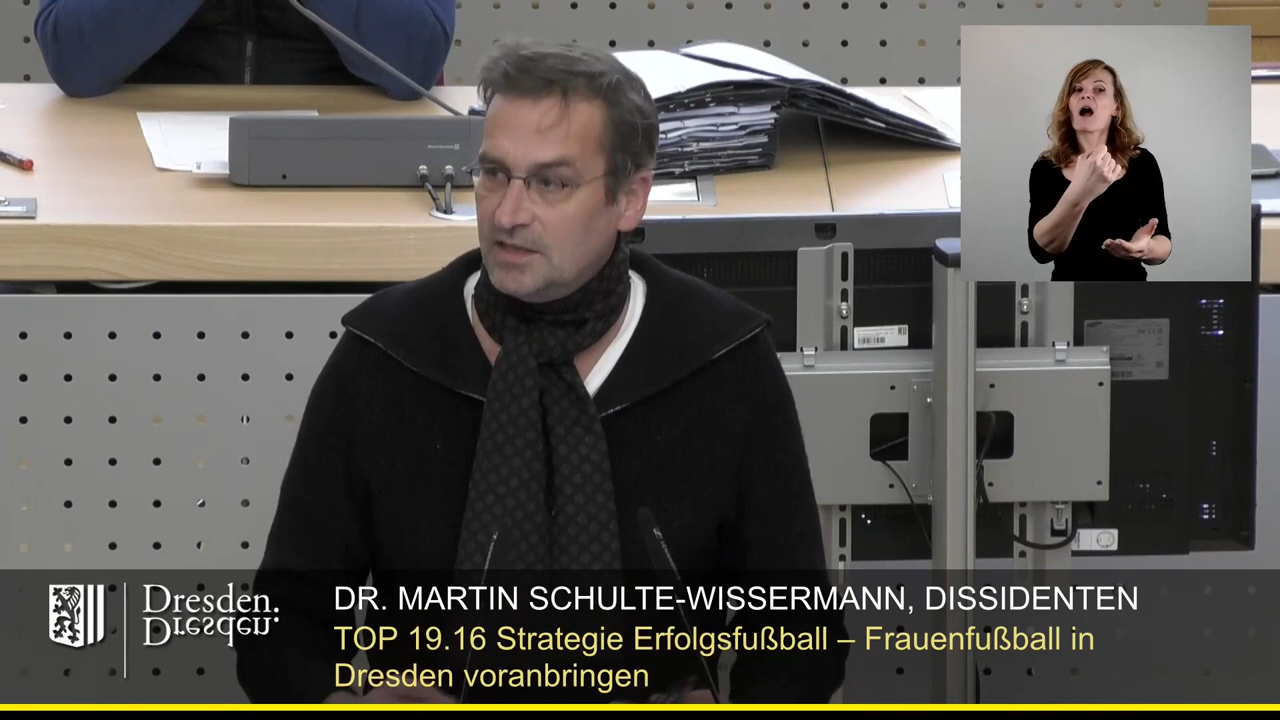 Dresden.
Dresden.
DR. MARTIN SCHULTE-WISSERMANN, DISSIDENTEN
TOP 19.16 Strategie Erfolgsfußball – Frauenfußball in
Dresden voranbringen